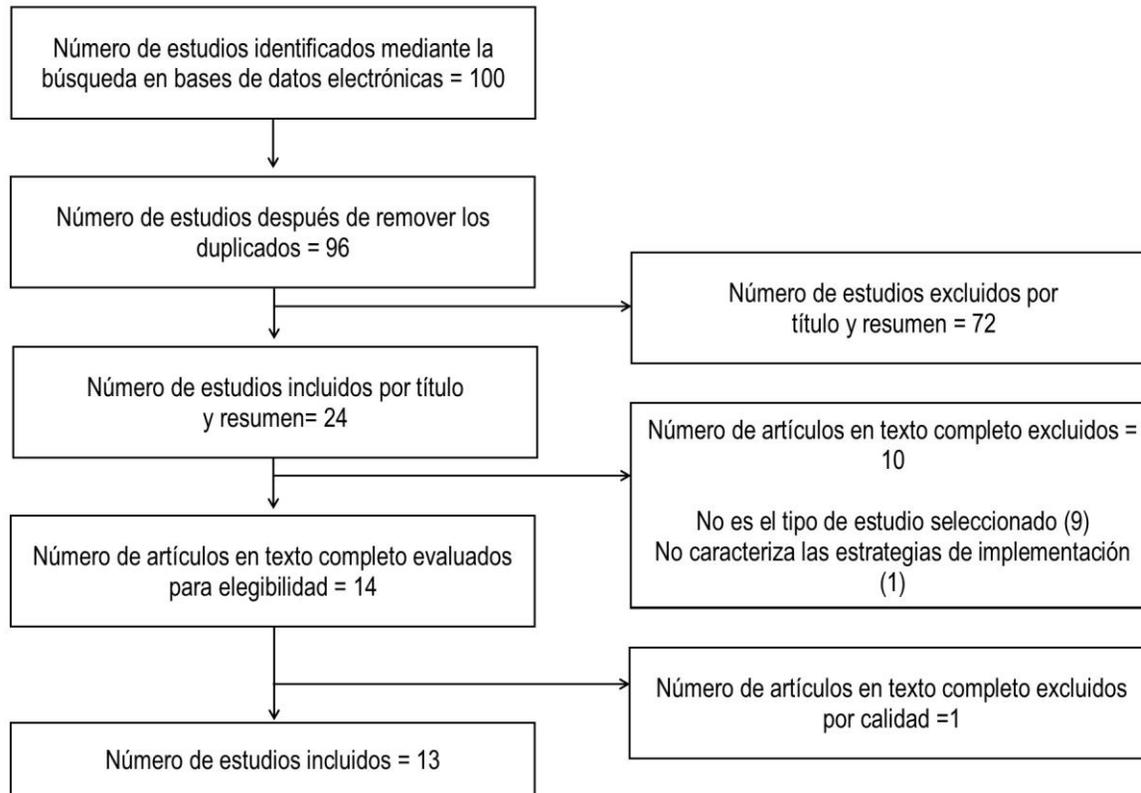 Número de estudios identificados mediante la
búsqueda en bases de datos electrónicas = 100
Número de estudios después de remover los
duplicados = 96
Número de estudios excluidos por
título y resumen = 72
Número de estudios incluidos por título
y resumen= 24
Número de artículos en texto completo excluidos =
10
No es el tipo de estudio seleccionado (9)
No caracteriza las estrategias de implementación
(1)
Número de artículos en texto completo evaluados
para elegibilidad = 14
Número de artículos en texto completo excluidos
por calidad =1
Número de estudios incluidos = 13